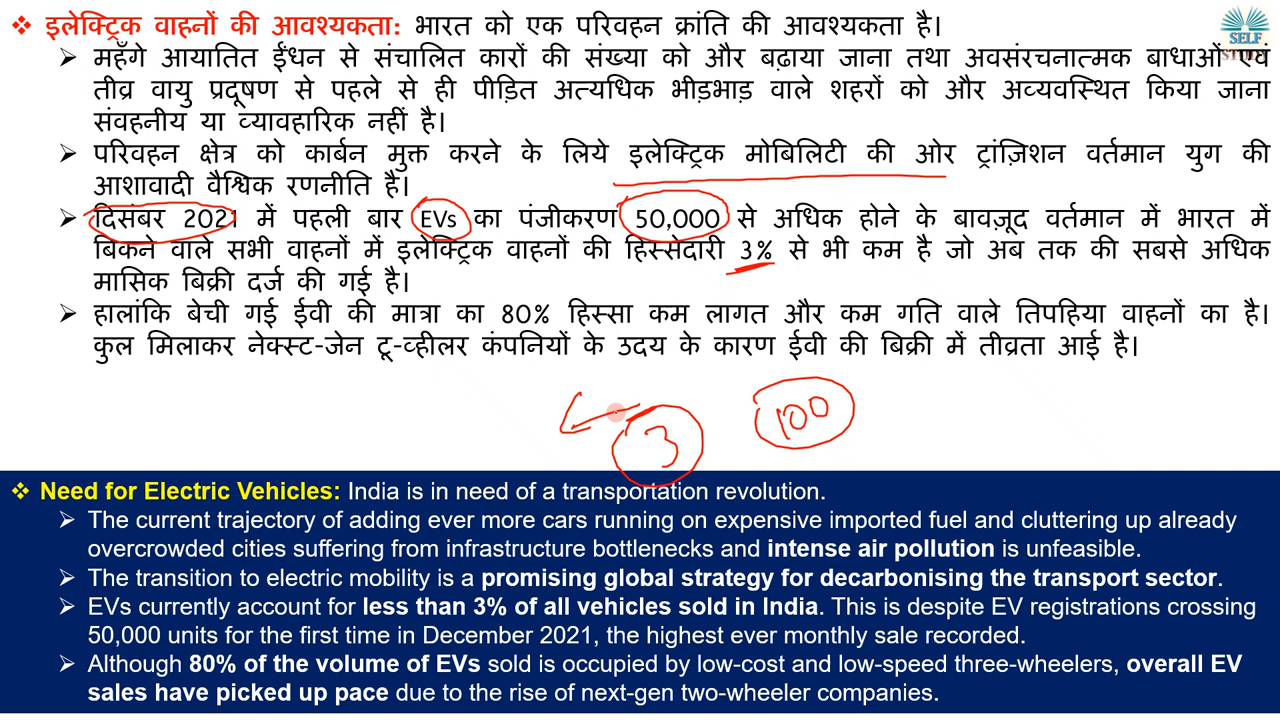 ❖ इलेक्ट्रिक वाहनों की आवश्यकता: भारत को एक परिवहन क्रांति की आवश्यकता है।
SELF
➢ महँगे आयातित ईंधन से संचालित कारों की संख्या को और बढ़ाया जाना तथा अवसंरचनात्मक बाधाओं एवं
तीव्र वायु प्रदूषण से पहले से ही पीड़ित अत्यधिक भीड़भाड़ वाले शहरों को और अव्यवस्थित किया जाना
संवहनीय या व्यावहारिक नहीं है।
➢ परिवहन क्षेत्र को कार्बन मुक्त करने के लिये इलेक्ट्रिक मोबिलिटी की ओर ट्रांज़िशन वर्तमान युग की
आशावादी वैश्विक रणनीति है।
➢ दिसंबर 2021 में पहली बार EVs का पंजीकरण 50,000 से अधिक होने के बावज़ूद वर्तमान में भारत में
बिकने वाले सभी वाहनों में इलेक्ट्रिक वाहनों की हिस्सेदारी 3% से भी कम है जो अब तक की सबसे अधिक
मासिक बिक्री दर्ज की गई है।
➢ हालांकि बेची गई ईवी की मात्रा का 80% हिस्सा कम लागत और कम गति वाले तिपहिया वाहनों का है।
कुल मिलाकर नेक्स्ट-जेन टू-व्हीलर कंपनियों के उदय के कारण ईवी की बिक्री में तीव्रता आई है।
3 100
❖ Need for Electric Vehicles: India is in need of a transportation revolution.
➢ The current trajectory of adding ever more cars running on expensive imported fuel and cluttering up already
overcrowded cities suffering from infrastructure bottlenecks and intense air pollution is unfeasible.
➢ The transition to electric mobility is a promising global strategy for decarbonising the transport sector.
➢ EVs currently account for less than 3% of all vehicles sold in India. This is despite EV registrations crossing
50,000 units for the first time in December 2021, the highest ever monthly sale recorded.
➢ Although 80% of the volume of EVs sold is occupied by low-cost and low-speed three-wheelers, overall EV
sales have picked up pace due to the rise of next-gen two-wheeler companies.